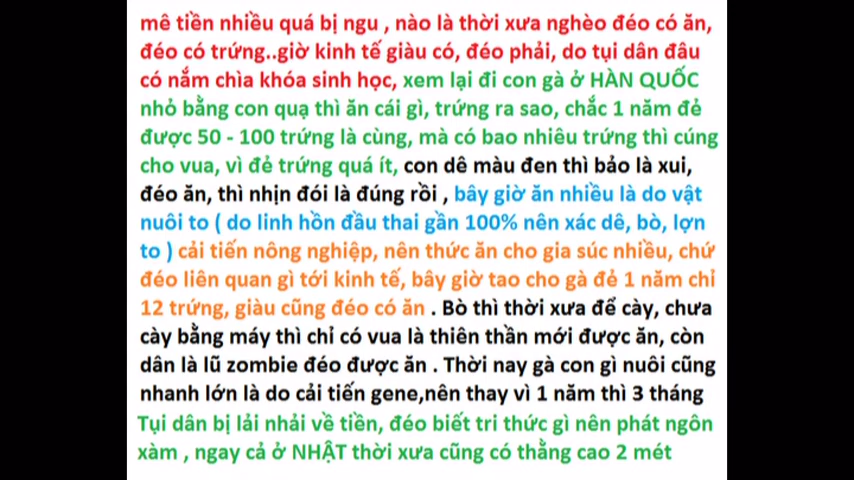 mê tiền nhiều quá bị ngu , nào là thời xưa nghèo đéo có ăn,
đéo có trứng..giờ kinh tế giàu có, đéo phải, do tụi dân đâu
có nắm chìa khóa sinh học, xem lại đi con gà ở HÀN QUỐC
nhỏ bằng con quạ thì ăn cái gì, trứng ra sao, chắc 1 năm đẻ
được 50 - 100 trứng là cùng, mà có bao nhiêu trứng thì cúng
cho vua, vì đẻ trứng quá ít, con dê màu đen thì bảo là xui,
đéo ăn, thì nhịn đói là đúng rồi , bây giờ ăn nhiều là do vật
nuôi to ( do linh hồn đầu thai gần 100% nên xác dê, bò, lợn
to ) cải tiến nông nghiệp, nên thức ăn cho gia súc nhiều, chứ
đéo liên quan gì tới kinh tế, bây giờ tao cho gà đẻ 1 năm chỉ
12 trứng, giàu cũng đéo có ăn . Bò thì thời xưa để cày, chưa
cày bằng máy thì chỉ có vua là thiên thần mới được ăn, còn
dân là lũ zombie đéo được ăn . Thời nay gà con gì nuôi cũng
nhanh lớn là do cải tiến gene,nên thay vì 1 năm thì 3 tháng
Tụi dân bị lải nhải về tiền, đéo biết tri thức gì nên phát ngôn
xàm , ngay cả ở NHẬT thời xưa cũng có thằng cao 2 mét